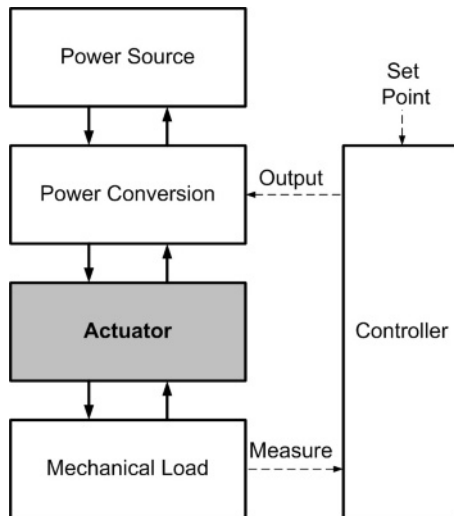 Power Source
Set
Point
Output
Power Conversion
Actuator
Controller
Measure
Mechanical Load